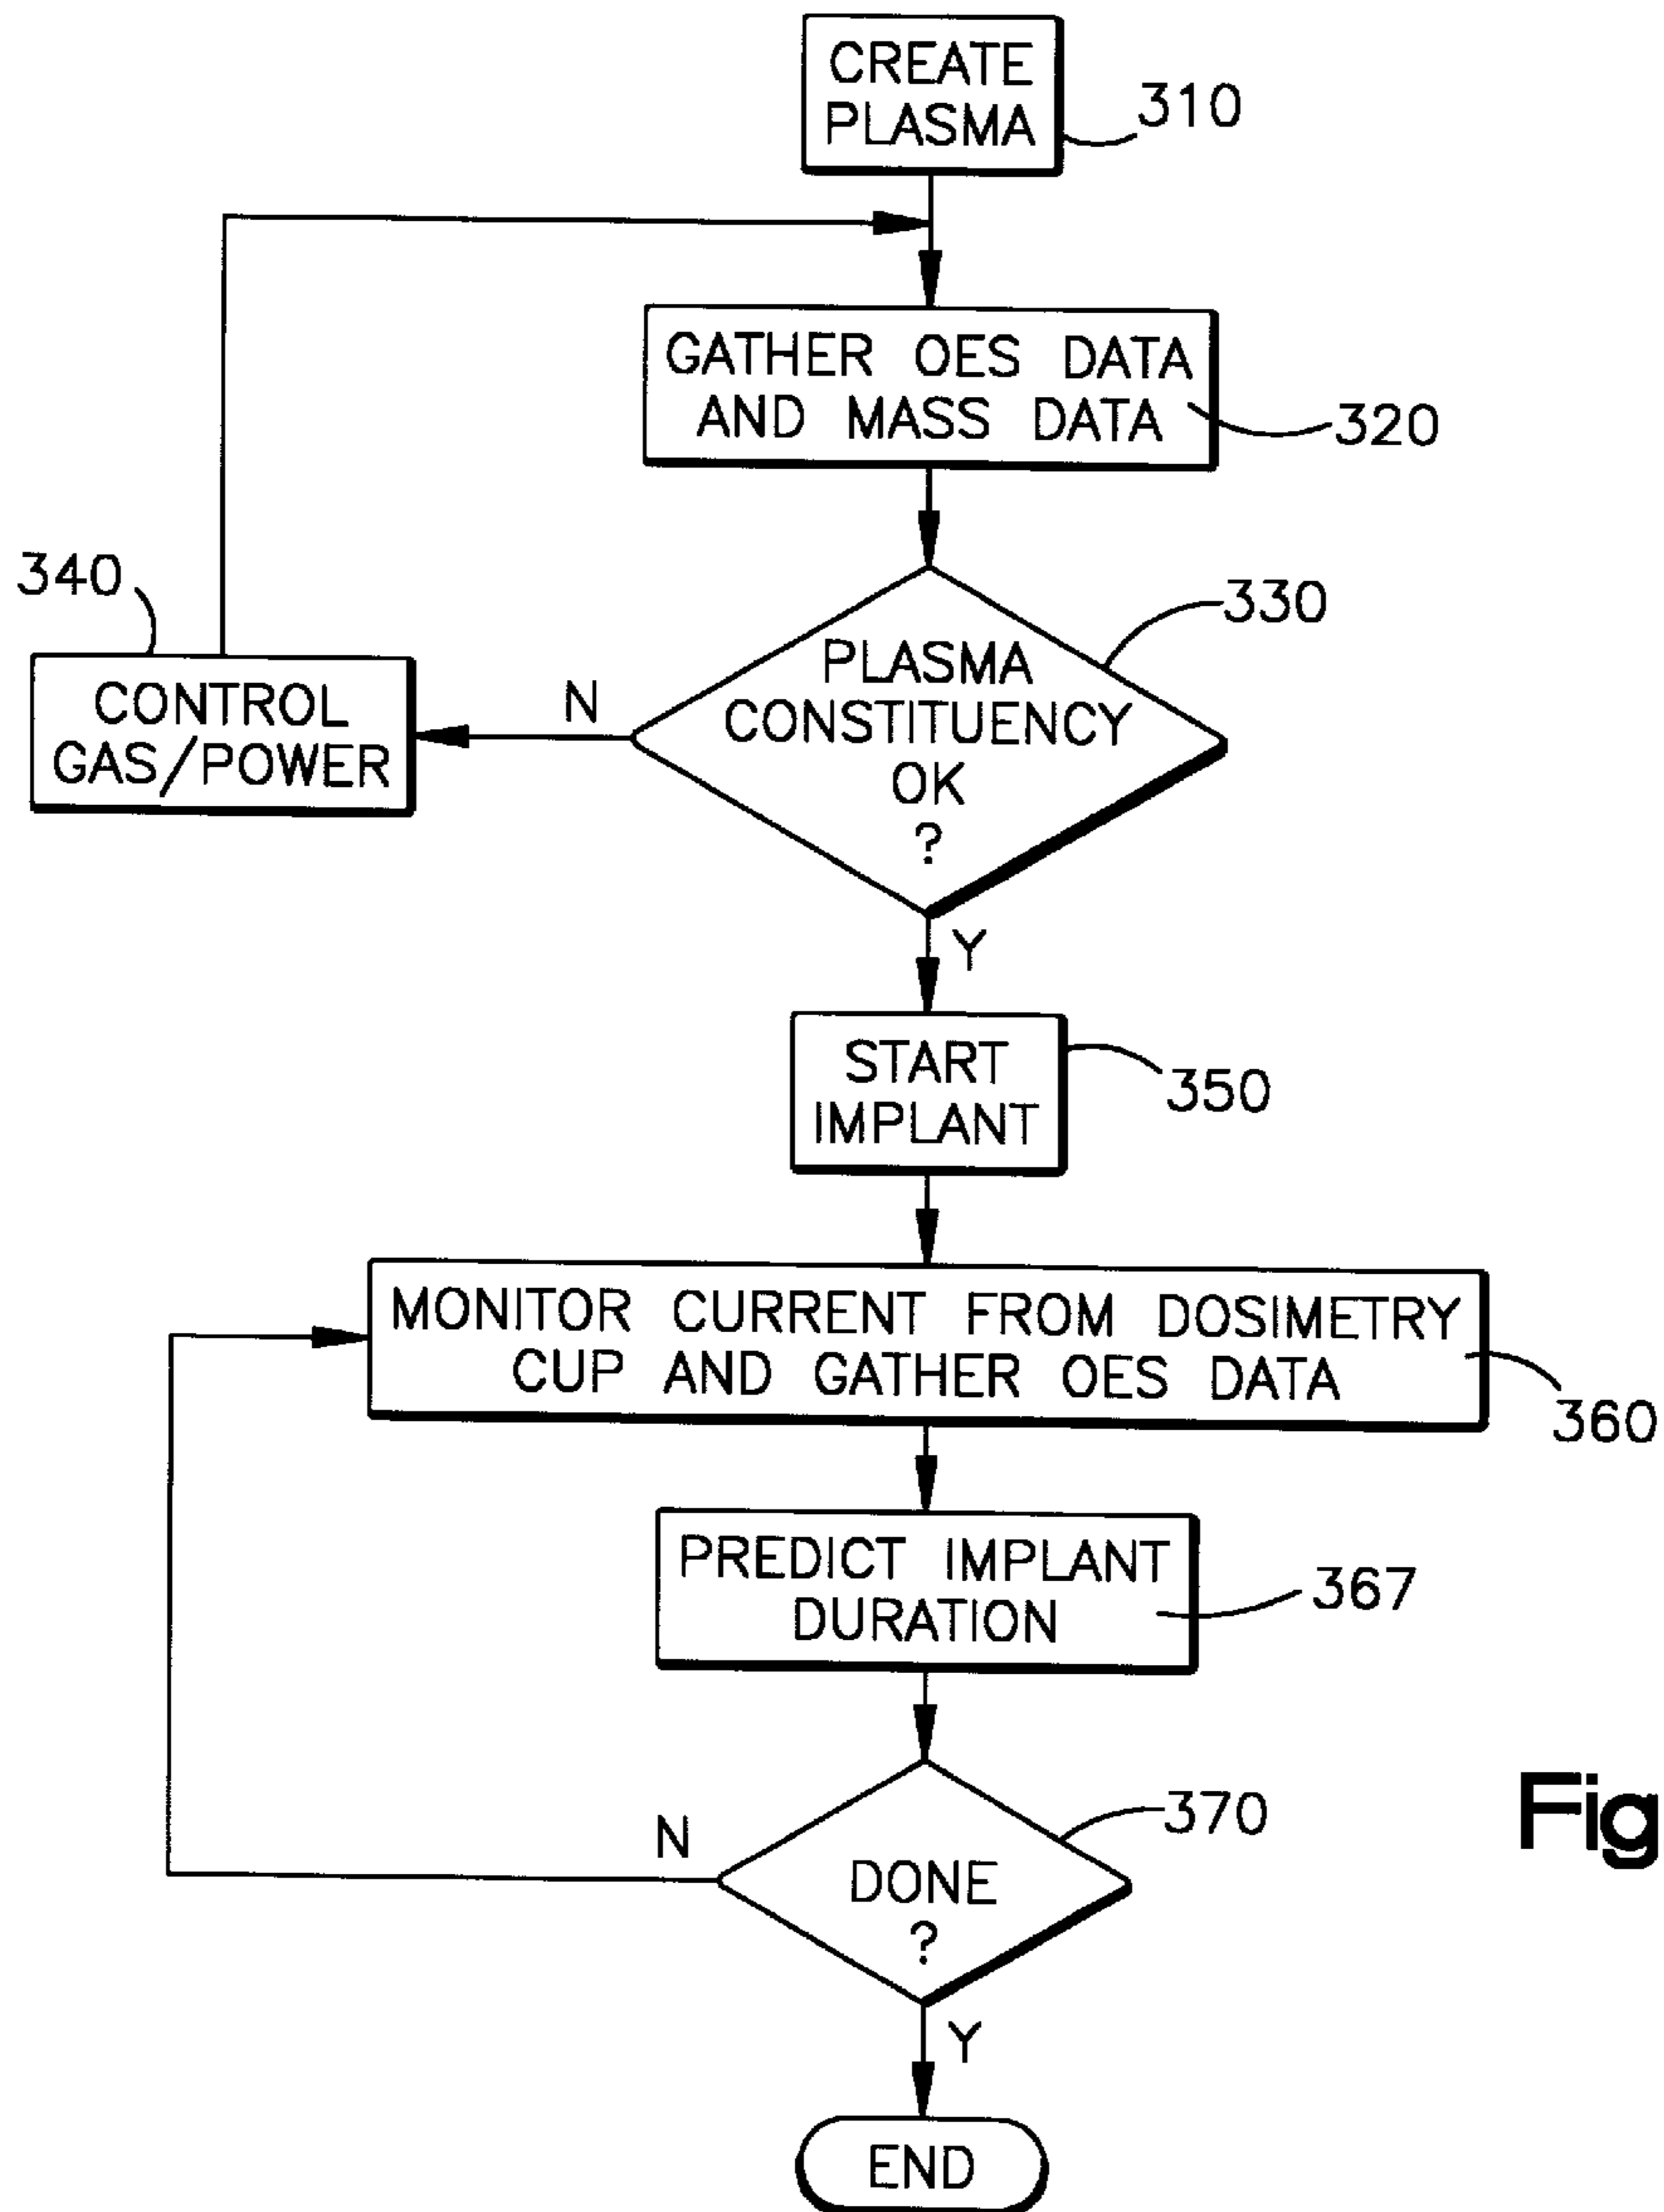 CREATE
PLASMA
310
GATHER OES DATA
AND MASS DATA
320
340
330
CONTROL
GAS/POWER
N
PLASMA
CONSTITUENCY
OK
?
Y
START
IMPLANT
350
MONITOR CURRENT FROM DOSIMETRY
CUP AND GATHER OES DATA
360
PREDICT IMPLANT
DURATION
367
N
370
DONE
?
Fig
Y
END